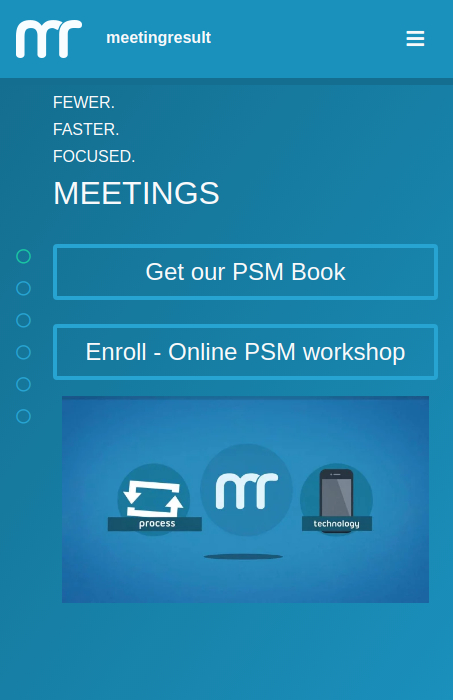 mr meetingresult
FEWER.
FASTER.
FOCUSED.
MEETINGS
Get our PSM Book
Enroll - Online PSM workshop
mr
process
technology